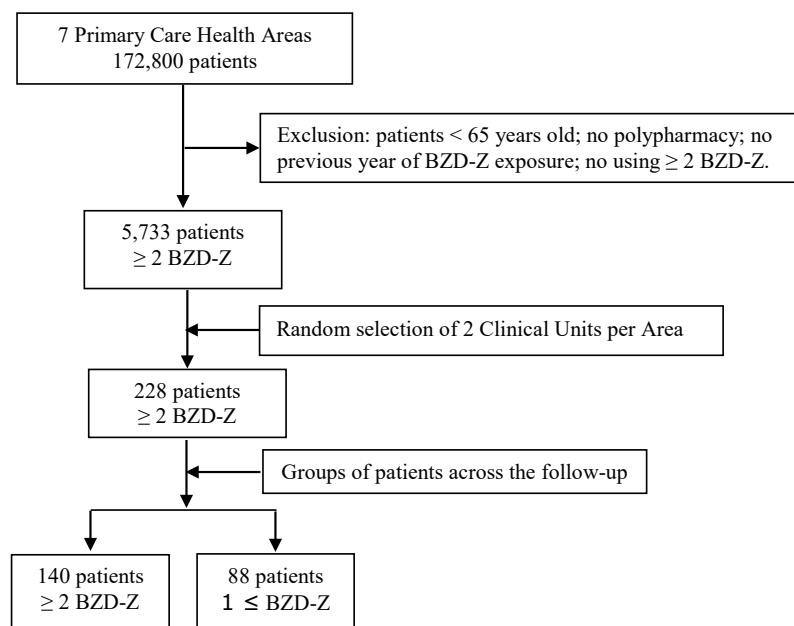 7 Primary Care Health Areas
172,800 patients
Exclusion: patients < 65 years old; no polypharmacy; no
previous year of BZD-Z exposure; no using ≥ 2 BZD-Z.
5,733 patients
≥ 2 BZD-Z
Random selection of 2 Clinical Units per Area
228 patients
≥ 2 BZD-Z
Groups of patients across the follow-up
140 patients
≥ 2 BZD-Z
88 patients
1 ≤ BZD-Z